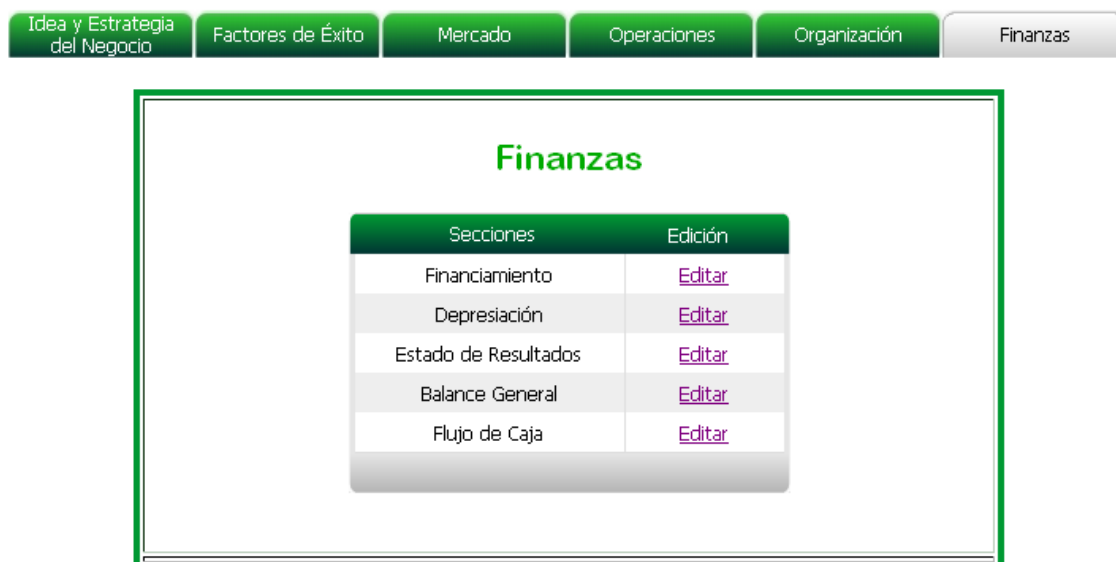 Idea y Estrategia
del Negocio
Factores de Éxito
Mercado
Operaciones
Organización
Finanzas
Finanzas
Secciones Edición
Financiamiento Editar
Depresiación Editar
Estado de Resultados Editar
Balance General Editar
Flujo de Caja Editar